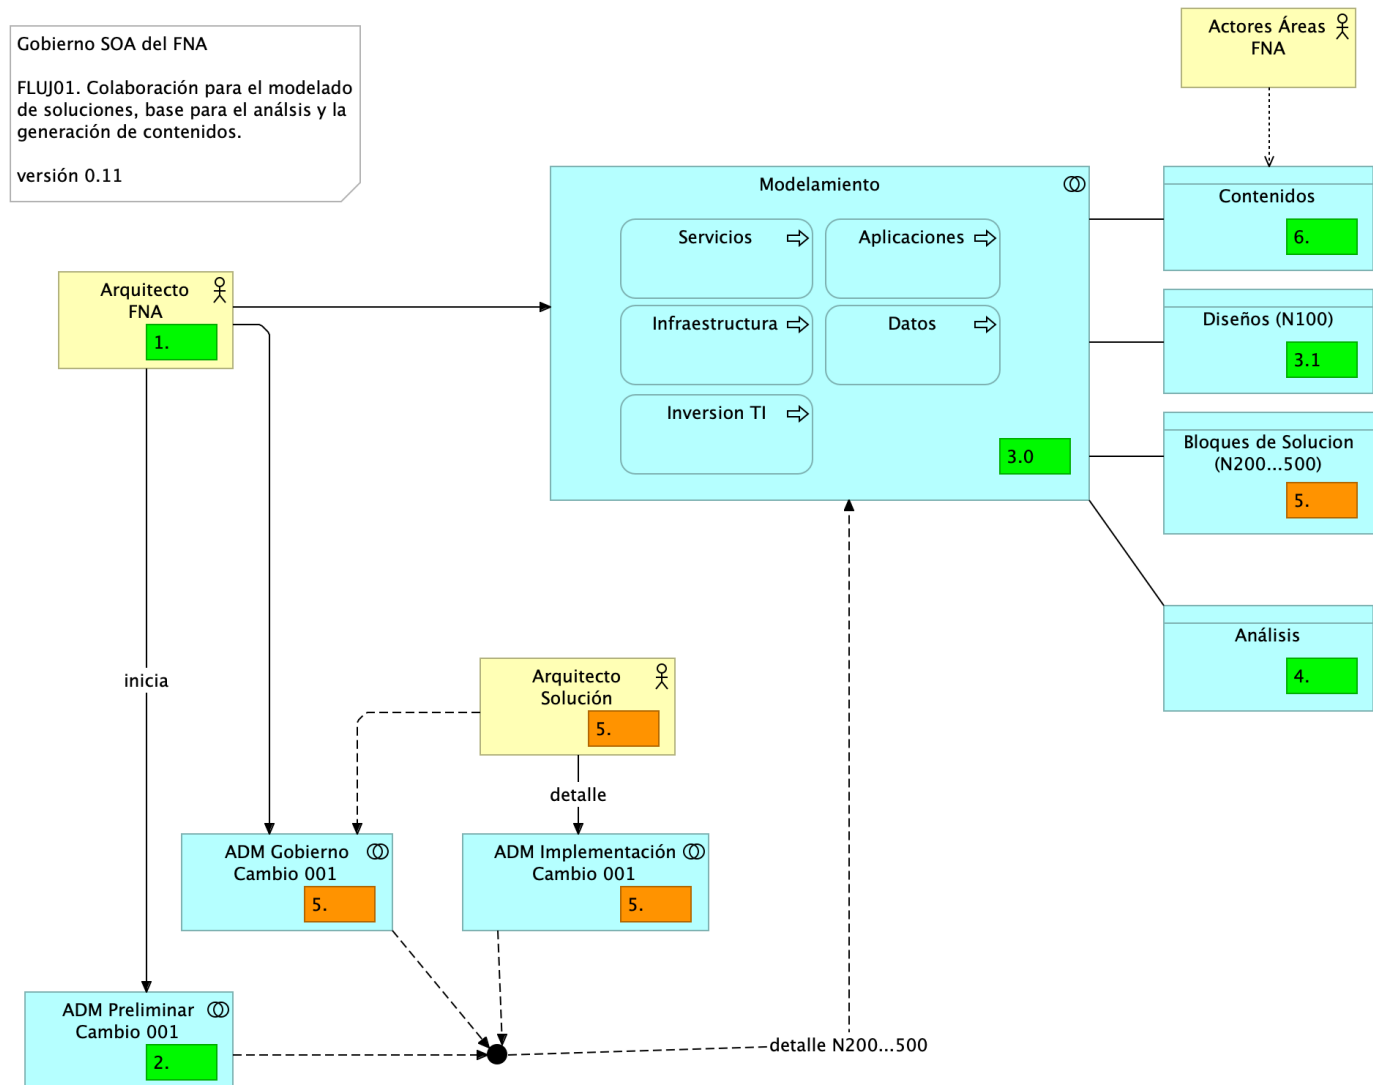 Gobierno SOA del FNA
FLUJ01. Colaboración para el modelado
de soluciones, base para el análsis y la
generación de contenidos.
versión 0.11
Actores Áreas
FNA
Modelamiento
Servicios
Aplicaciones
Infraestructura
Datos
Inversion TI
3.0
Contenidos
6.
Diseños (N100)
3.1
Bloques de Solucion
(N200...500)
5.
Análisis
4.
Arquitecto
FNA
1.
inicia
Arquitecto
Solución
5.
detalle
ADM Gobierno
Cambio 001
5.
ADM Implementación
Cambio 001
5.
ADM Preliminar
Cambio 001
2.
detalle N200...500